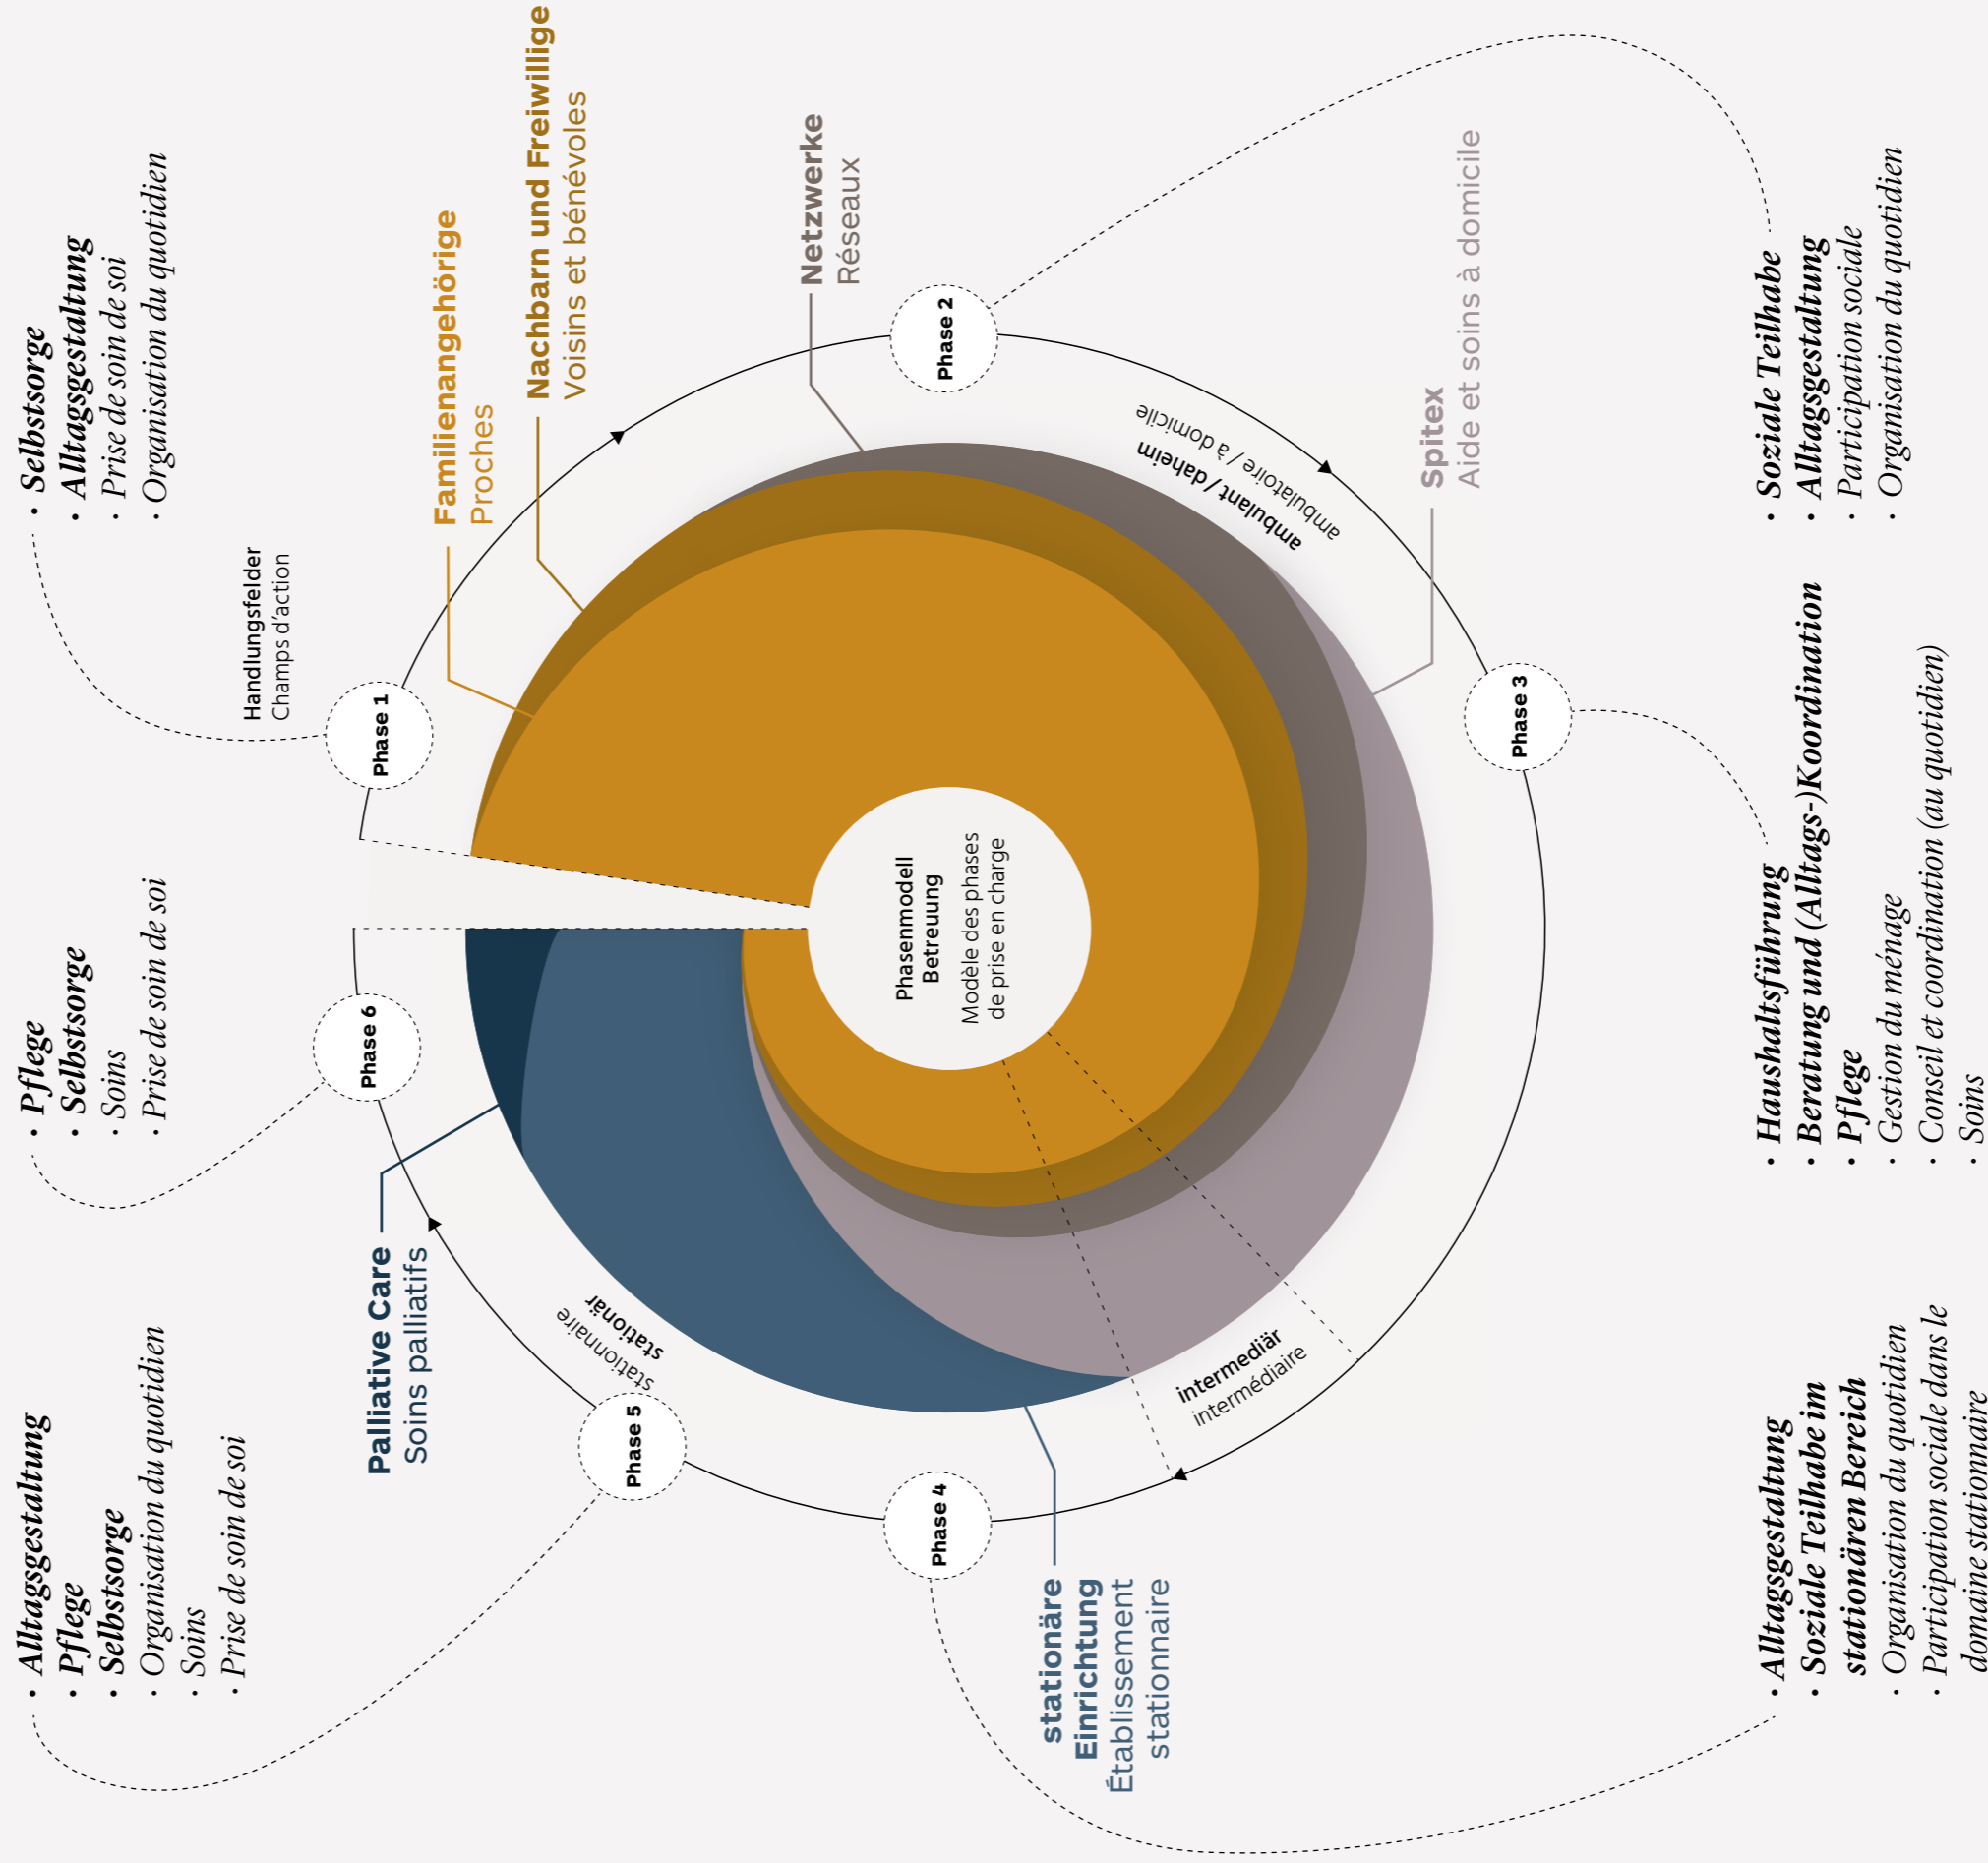 • Selbstsorge
• Alltagsgestaltung
· Prise de soin de soi
· Organisation du quotidien
Handlungsfelder
Champs d‘action
Phase 1
Familienangehörige
Proches
Nachbarn und Freiwillige
Voisins et bénévoles
Netzwerke
Réseaux
Phase 2
• Soziale Teilhabe
• Alltagsgestaltung
· Participation sociale
· Organisation du quotidien
ambulant / daheim
ambulatoire / à domicile
Spitex
Aide et soins à domicile
Phase 3
• Haushaltsführung
• Beratung und (Alltags-)Koordination
• Pflege
· Gestion du ménage
· Conseil et coordination (au quotidien)
· Soins
Phasenmodell
Betreuung
Modèle des phases
de prise en charge
intermediär
intermédiaire
stationäre
Einrichtung
Établissement
stationnaire
Phase 4
• Alltagsgestaltung
• Soziale Teilhabe im
stationären Bereich
· Organisation du quotidien
· Participation sociale dans le
domaine stationnaire
Phase 5
• Alltagsgestaltung
• Pflege
• Selbstsorge
· Organisation du quotidien
· Soins
· Prise de soin de soi
stationär
stationnaire
Palliative Care
Soins palliatifs
Phase 6
• Pflege
• Selbstsorge
· Soins
· Prise de soin de soi